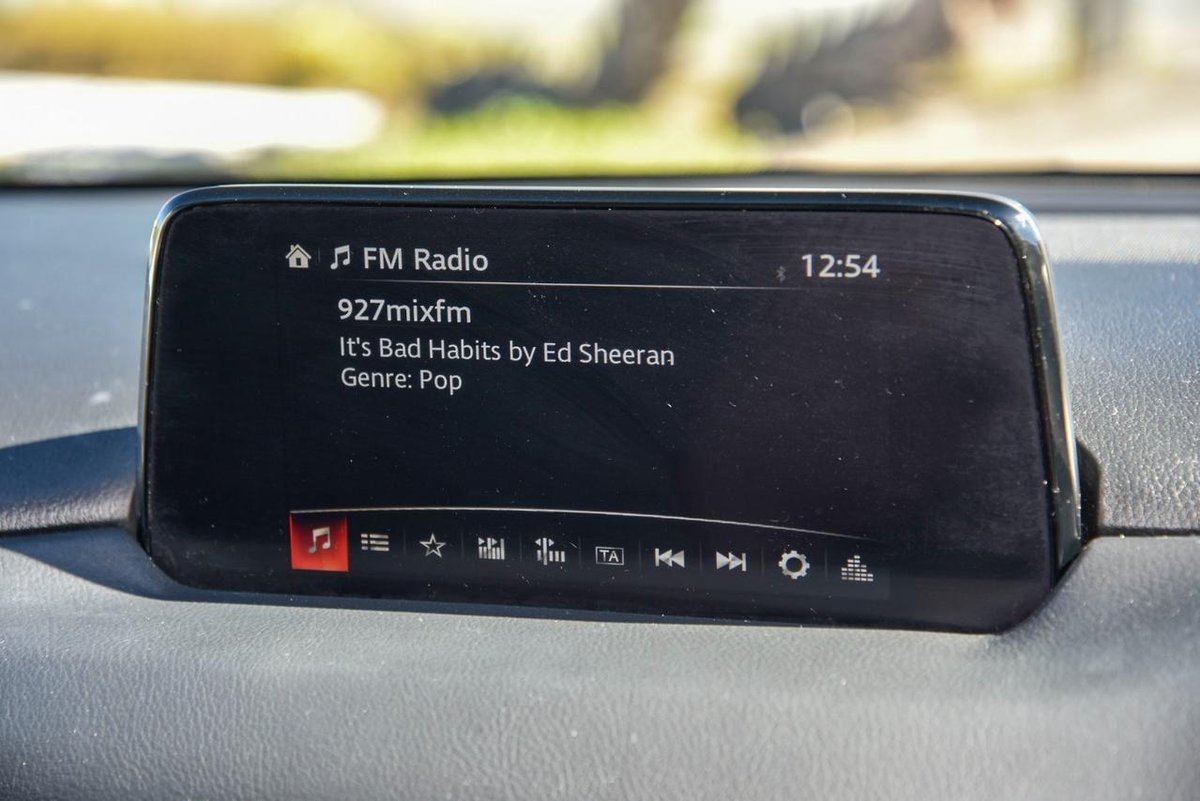 FM Radio
12:54
927mixfm
It's Bad Habits by Ed Sheeran
Genre: Pop
TA